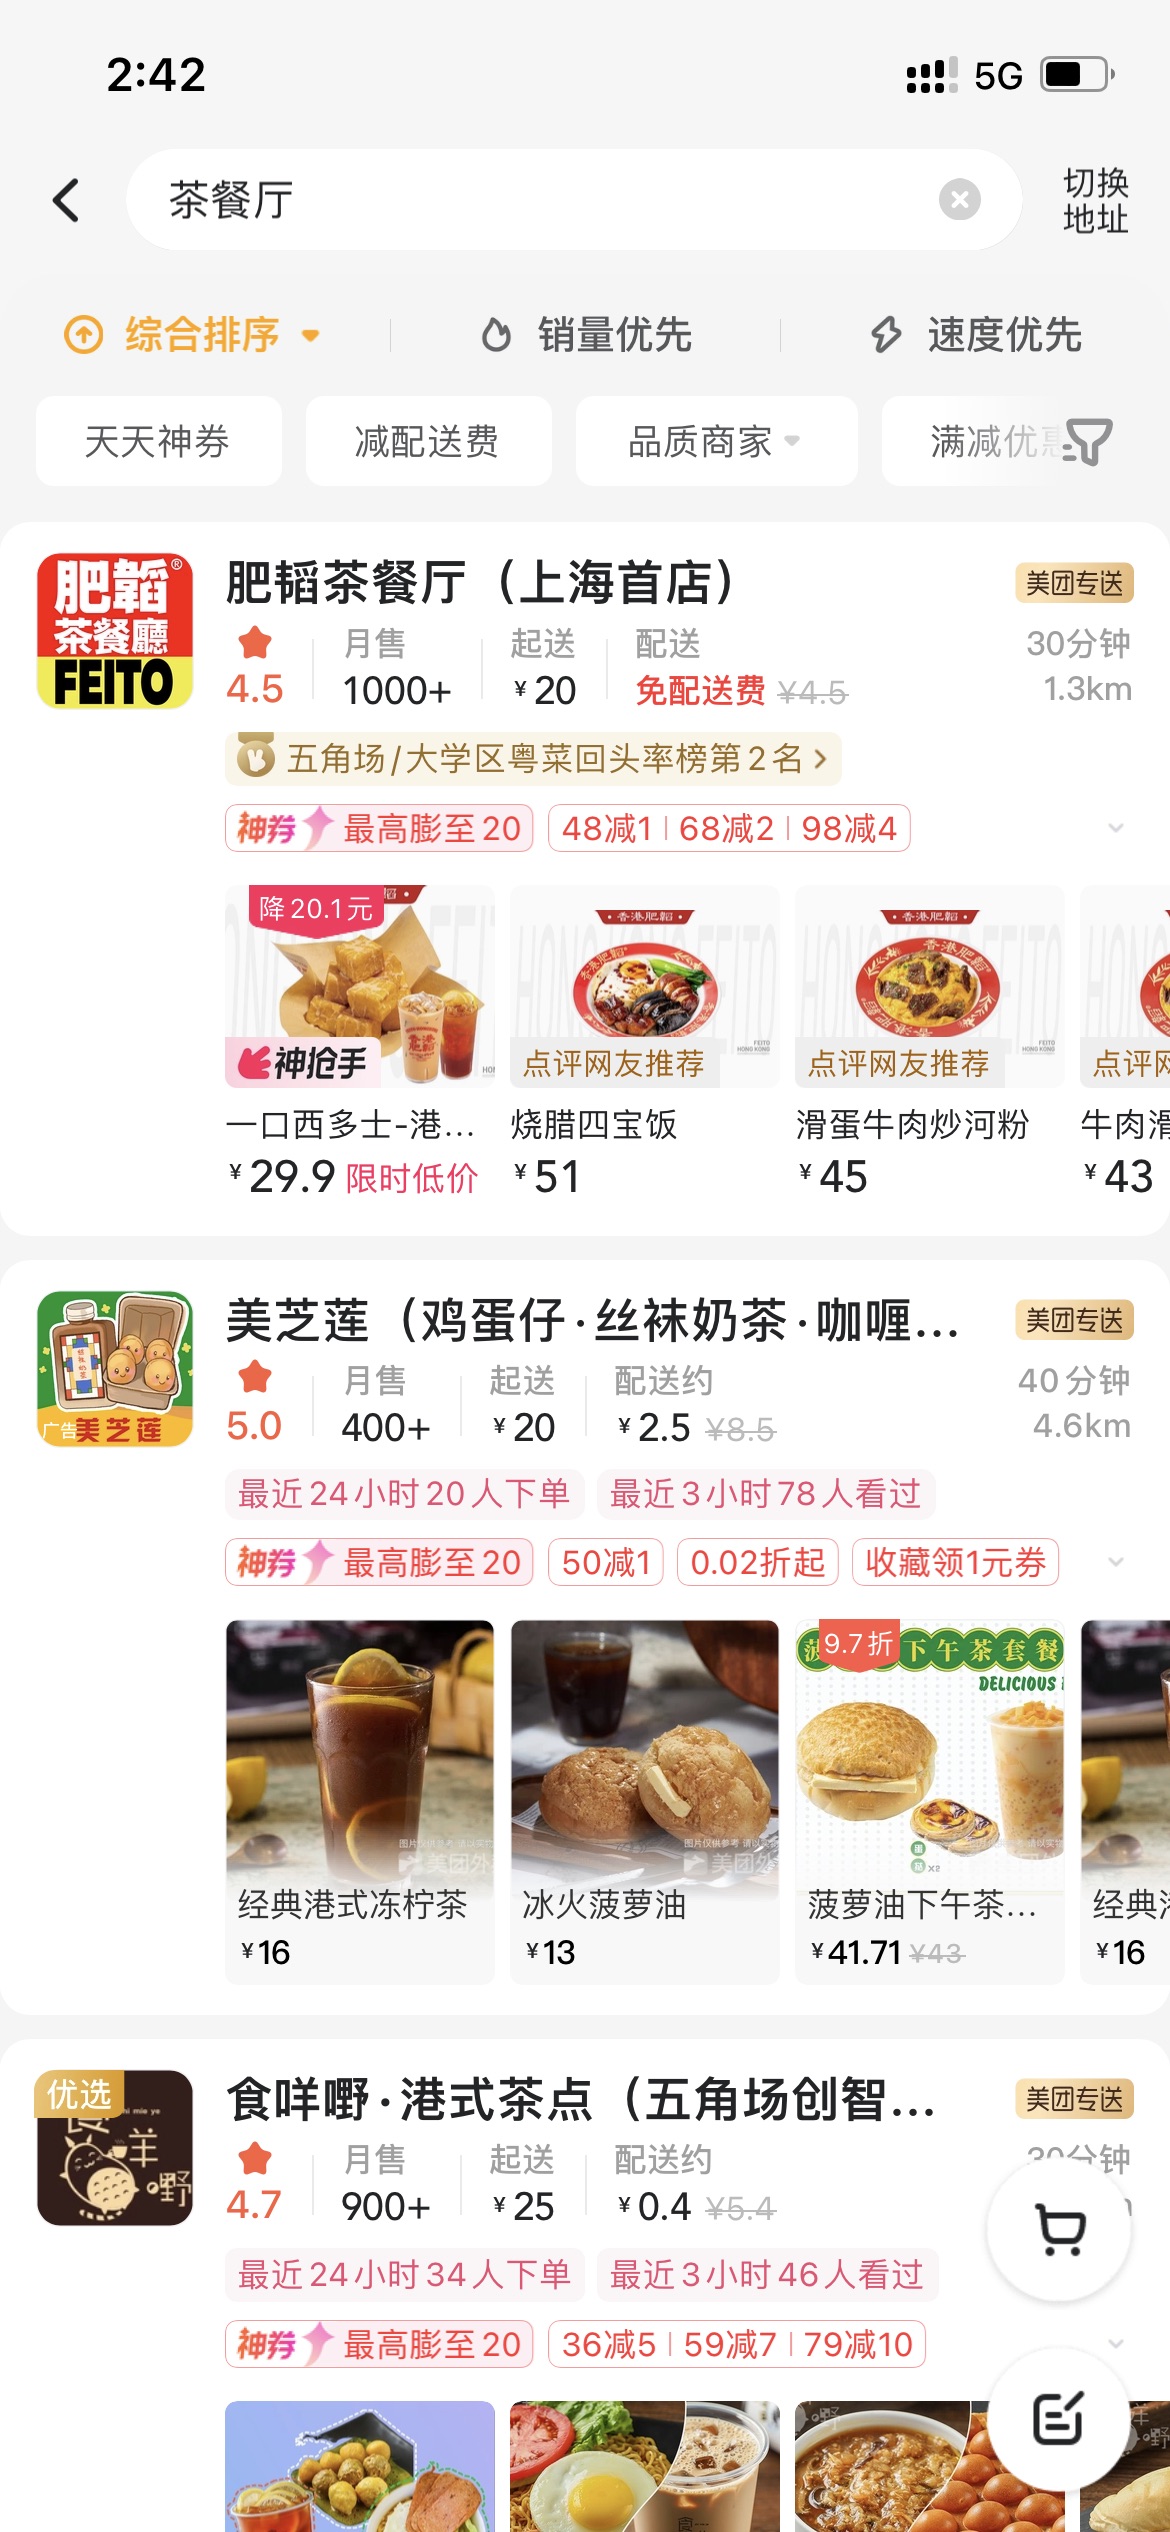 2:42
5G
茶餐厅
切换
地址
综合排序
销量优先
速度优先
天天神券
减配送费
品质商家
满减优惠
肥韬®
茶餐廳
FEITO
肥韬茶餐厅（上海首店）
美团专送
4.5
月售
1000+
起送
¥20
配送
免配送费 ¥4.5
30分钟
1.3km
五角场/大学区粤菜回头率榜第2名
神券 最高膨至20
48减1 68减2 98减4
降20.1元
神抢手
香港肥韬
点评网友推荐
香港肥韬
点评网友推荐
一口西多士-港...
¥29.9 限时低价
烧腊四宝饭
¥51
滑蛋牛肉炒河粉
¥45
牛肉滑
¥43
广告
美芝莲
美芝莲（鸡蛋仔·丝袜奶茶·咖喱...
美团专送
5.0
月售
400+
起送
¥20
配送约
¥2.5 ¥8.5
40分钟
4.6km
最近24小时20人下单
最近3小时78人看过
神券 最高膨至20
50减1
0.02折起
收藏领1元券
经典港式冻柠茶
¥16
冰火菠萝油
¥13
9.7折
下午茶套餐
DELICIOUS
菠萝油下午茶...
¥41.71 ¥43
经典港
¥16
优选
食咩嘢·港式茶点（五角场创智...
美团专送
4.7
月售
900+
起送
¥25
配送约
¥0.4 ¥5.4
30分钟
最近24小时34人下单
最近3小时46人看过
神券 最高膨至20
36减5 59减7 79减10